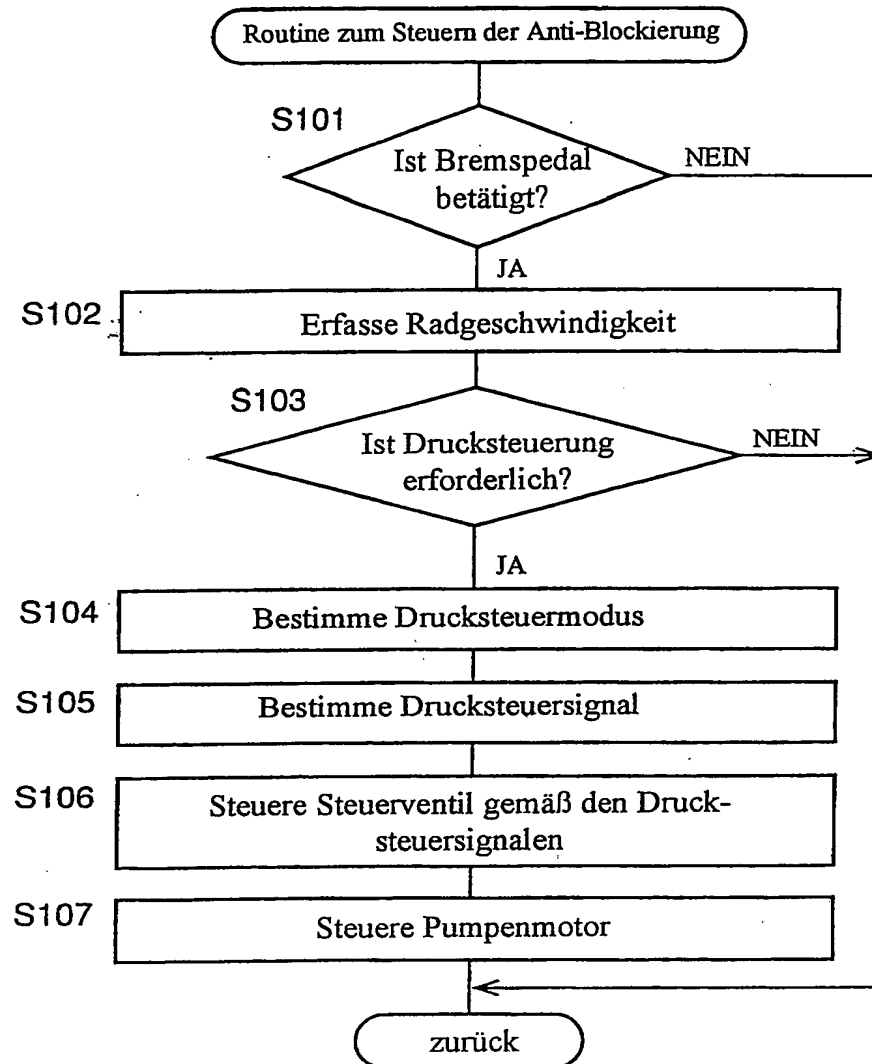 Routine zum Steuern der Anti-Blockierung
S101
Ist Bremspedal
betätigt?
NEIN
JA
S102
Erfasse Radgeschwindigkeit
S103
Ist Drucksteuerung
erforderlich?
NEIN
JA
S104
Bestimme Drucksteuermodus
S105
Bestimme Drucksteuersignal
S106
Steuere Steuerventil gemäß den Druck-
steuersignalen
S107
Steuere Pumpenmotor
zurück